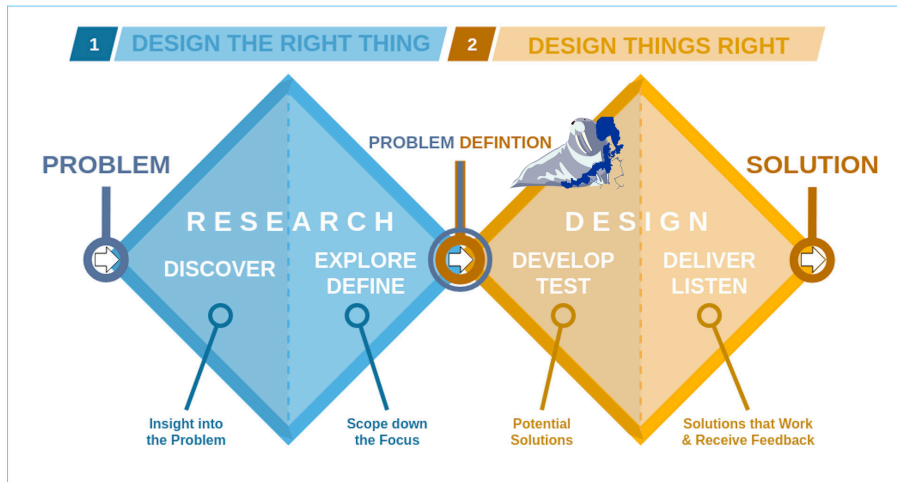 1 DESIGN THE RIGHT THING
2 DESIGN THINGS RIGHT
PROBLEM
PROBLEM DEFINTION
SOLUTION
RESEARCH
DISCOVER
EXPLORE
DEFINE
DESIGN
DEVELOP
TEST
DELIVER
LISTEN
Insight into
the Problem
Scope down
the Focus
Potential
Solutions
Solutions that Work
& Receive Feedback